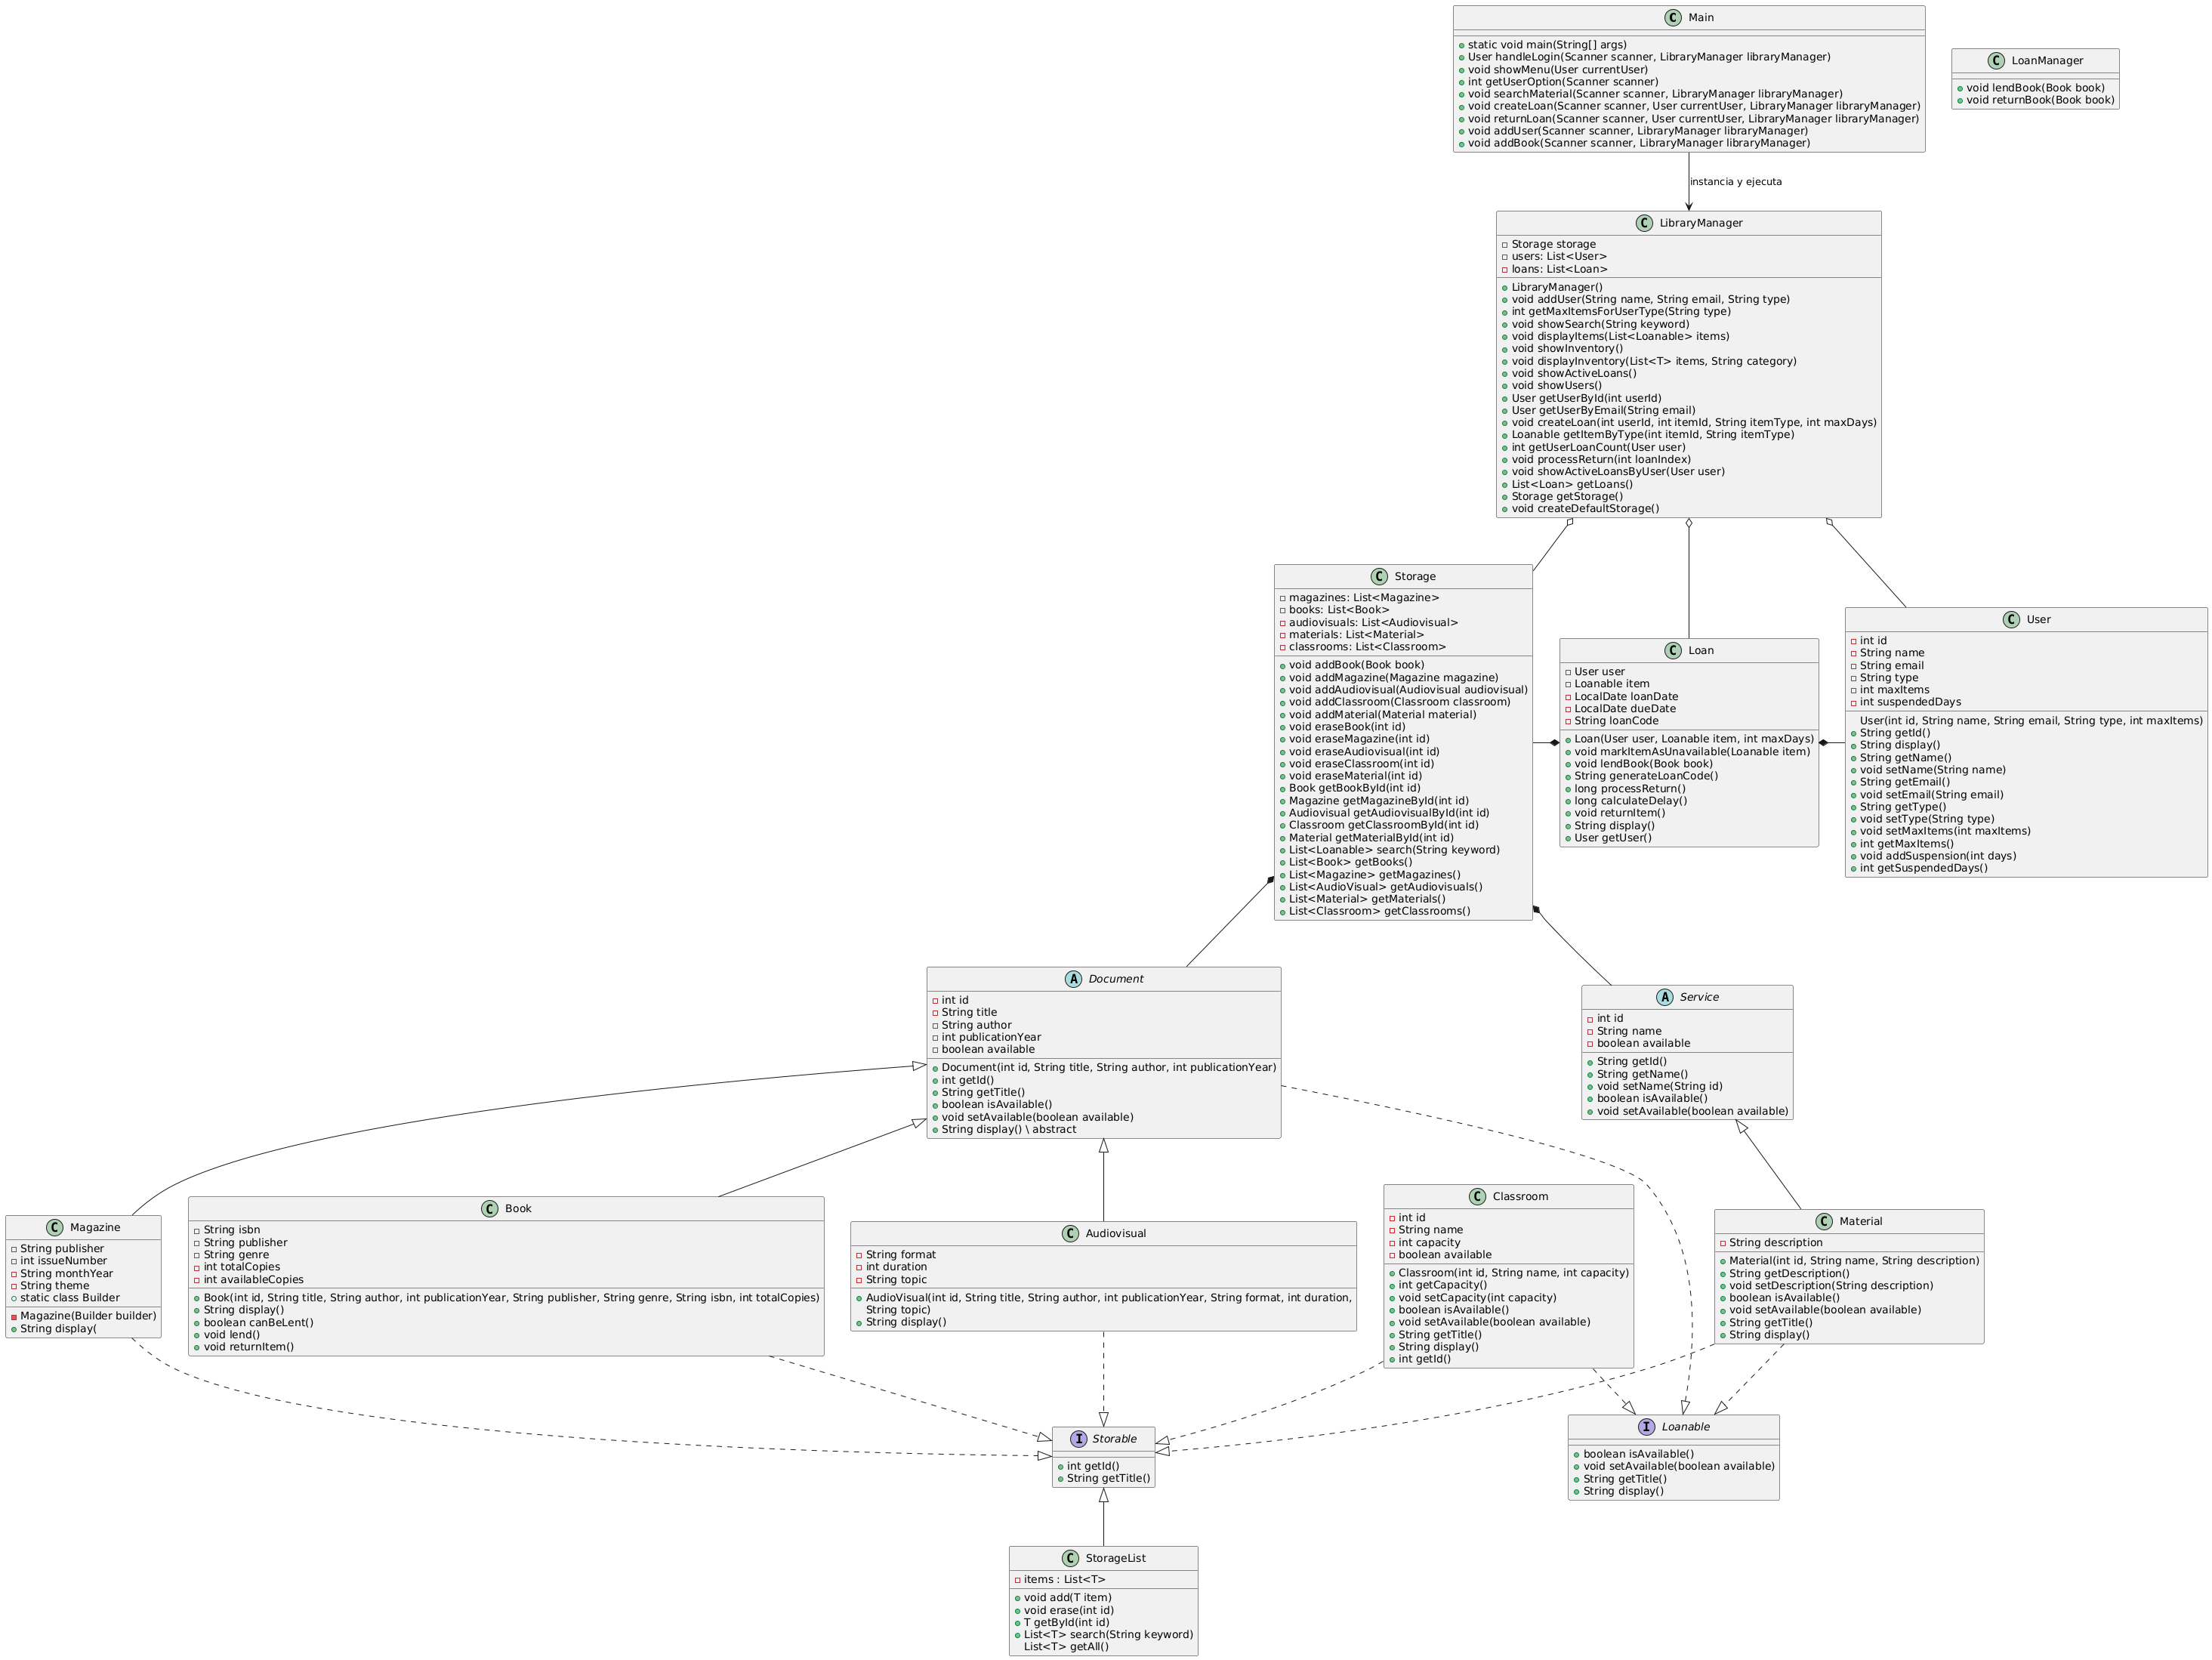 C Main
static void main(String[] args)
User handleLogin(Scanner scanner, LibraryManager libraryManager)
void showMenu(User currentUser)
int getUserOption(Scanner scanner)
void searchMaterial(Scanner scanner, LibraryManager libraryManager)
void createLoan(Scanner scanner, User currentUser, LibraryManager libraryManager)
void returnLoan(Scanner scanner, User currentUser, LibraryManager libraryManager)
void addUser(Scanner scanner, LibraryManager libraryManager)
void addBook(Scanner scanner, LibraryManager libraryManager)
C LoanManager
void lendBook(Book book)
void returnBook(Book book)
instancia y ejecuta
C LibraryManager
Storage storage
users: List<User>
loans: List<Loan>
LibraryManager()
void addUser(String name, String email, String type)
int getMaxItemsForUserType(String type)
void showSearch(String keyword)
void displayItems(List<Loanable> items)
void showInventory()
void displayInventory(List<T> items, String category)
void showActiveLoans()
void showUsers()
User getUserById(int userId)
User getUserByEmail(String email)
void createLoan(int userId, int itemId, String itemType, int maxDays)
Loanable getItemByType(int itemId, String itemType)
int getUserLoanCount(User user)
void processReturn(int loanIndex)
void showActiveLoansByUser(User user)
List<Loan> getLoans()
Storage getStorage()
void createDefaultStorage()
C Storage
magazines: List<Magazine>
books: List<Book>
audiovisuals: List<Audiovisual>
materials: List<Material>
classrooms: List<Classroom>
void addBook(Book book)
void addMagazine(Magazine magazine)
void addAudiovisual(Audiovisual audiovisual)
void addClassroom(Classroom classroom)
void addMaterial(Material material)
void eraseBook(int id)
void eraseMagazine(int id)
void eraseAudiovisual(int id)
void eraseClassroom(int id)
void eraseMaterial(int id)
Book getBookById(int id)
Magazine getMagazineById(int id)
Audiovisual getAudiovisualById(int id)
Classroom getClassroomById(int id)
Material getMaterialById(int id)
List<Loanable> search(String keyword)
List<Book> getBooks()
List<Magazine> getMagazines()
List<AudioVisual> getAudiovisuals()
List<Material> getMaterials()
List<Classroom> getClassrooms()
C Loan
User user
Loanable item
LocalDate loanDate
LocalDate dueDate
String loanCode
Loan(User user, Loanable item, int maxDays)
void markItemAsUnavailable(Loanable item)
void lendBook(Book book)
String generateLoanCode()
long processReturn()
long calculateDelay()
void returnItem()
String display()
User getUser()
C User
int id
String name
String email
String type
int maxItems
int suspendedDays
User(int id, String name, String email, String type, int maxItems)
String getId()
String display()
String getName()
void setName(String name)
String getEmail()
void setEmail(String email)
String getType()
void setType(String type)
void setMaxItems(int maxItems)
int getMaxItems()
void addSuspension(int days)
int getSuspendedDays()
A Document
int id
String title
String author
int publicationYear
boolean available
Document(int id, String title, String author, int publicationYear)
int getId()
String getTitle()
boolean isAvailable()
void setAvailable(boolean available)
String display() \ abstract
A Service
int id
String name
boolean available
String getId()
String getName()
void setName(String id)
boolean isAvailable()
void setAvailable(boolean available)
C Magazine
String publisher
int issueNumber
String monthYear
String theme
static class Builder
Magazine(Builder builder)
String display(
C Book
String isbn
String publisher
String genre
int totalCopies
int availableCopies
Book(int id, String title, String author, int publicationYear, String publisher, String genre, String isbn, int totalCopies)
String display()
boolean canBeLent()
void lend()
void returnItem()
C Audiovisual
String format
int duration
String topic
AudioVisual(int id, String title, String author, int publicationYear, String format, int duration,
String topic)
String display()
C Classroom
int id
String name
int capacity
boolean available
Classroom(int id, String name, int capacity)
int getCapacity()
void setCapacity(int capacity)
boolean isAvailable()
void setAvailable(boolean available)
String getTitle()
String display()
int getId()
C Material
String description
Material(int id, String name, String description)
String getDescription()
void setDescription(String description)
boolean isAvailable()
void setAvailable(boolean available)
String getTitle()
String display()
I Storable
int getId()
String getTitle()
I Loanable
boolean isAvailable()
void setAvailable(boolean available)
String getTitle()
String display()
C StorageList
items : List<T>
void add(T item)
void erase(int id)
T getById(int id)
List<T> search(String keyword)
List<T> getAll()